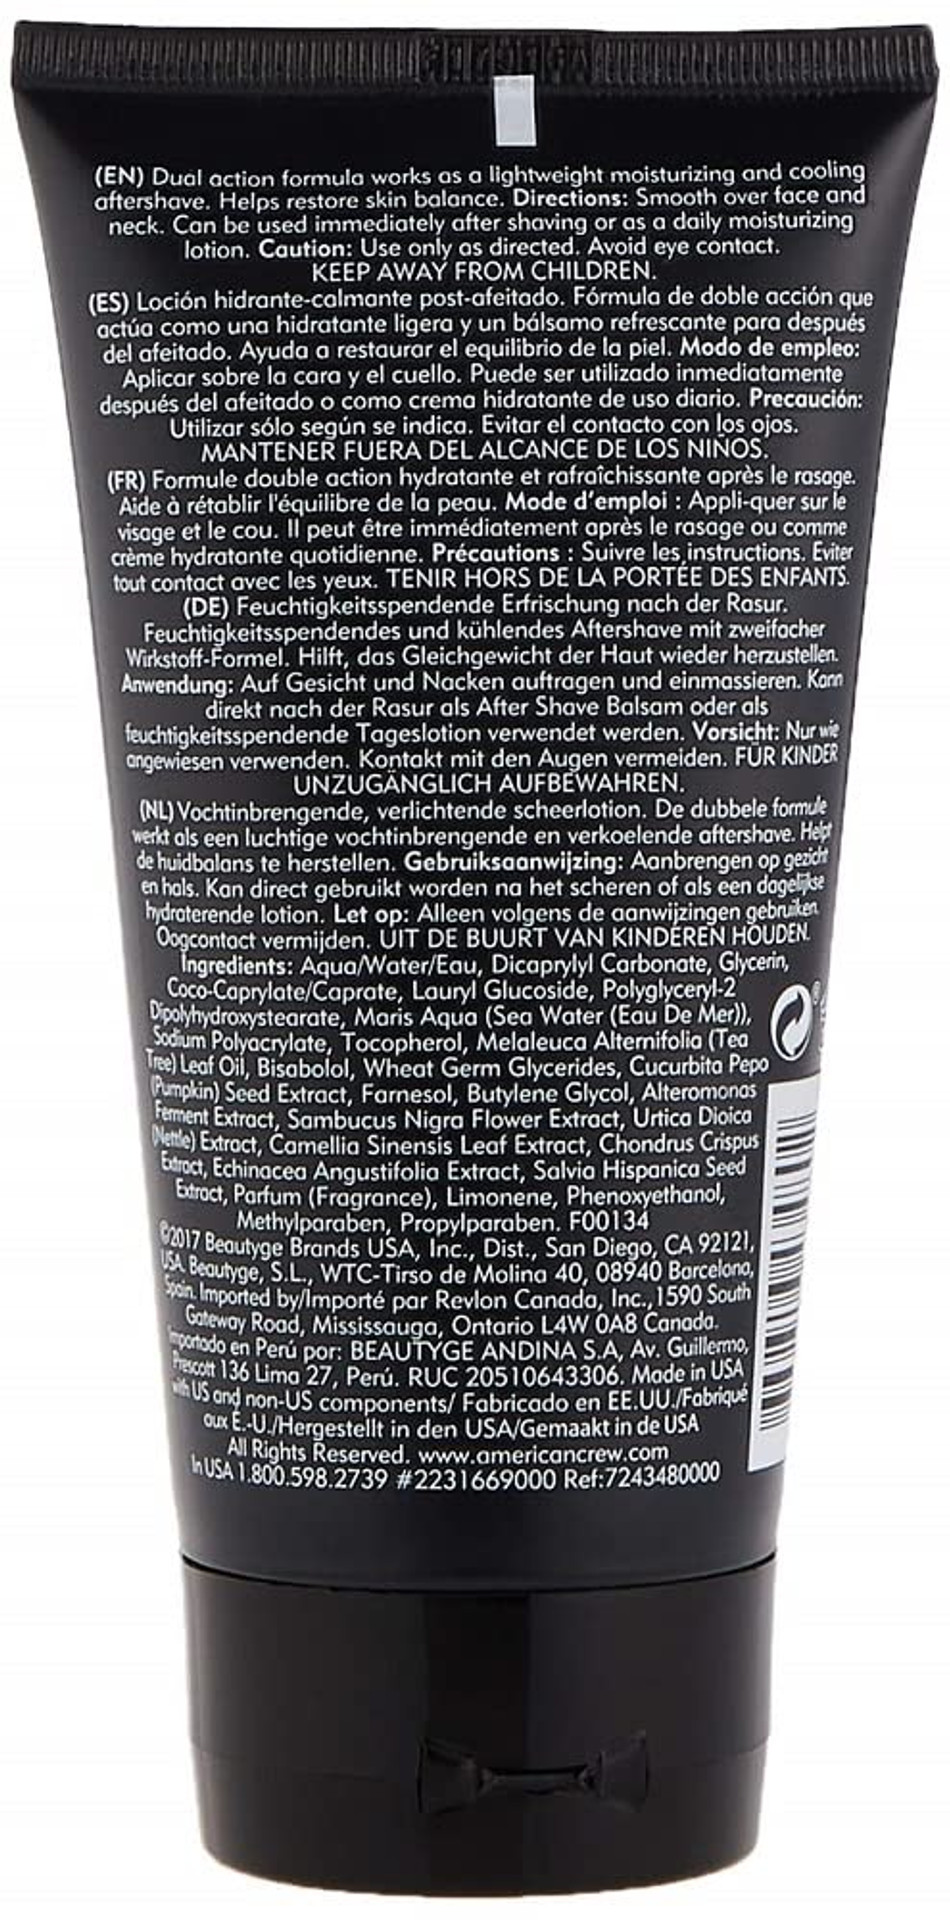 (EN) Dual action formula works as a lightweight moisturizing and cooling
aftershave. Helps restore skin balance. Directions: Smooth over face and
neck. Can be used immediately after shaving or as a daily moisturizing
lotion. Caution: Use only as directed. Avoid eye contact.
KEEP AWAY FROM CHILDREN.
(ES) Loción hidrante-calmante post-afeitado. Fórmula de doble acción que
actúa como una hidratante ligera y un bálsamo refrescante para después
del afeitado. Ayuda a restaurar el equilibrio de la piel. Modo de empleo:
Aplicar sobre la cara y el cuello. Puede ser utilizado inmediatamente
después del afeitado o como crema hidratante de uso diario. Precaución:
Utilizar sólo según se indica. Evitar el contacto con los ojos.
MANTENER FUERA DEL ALCANCE DE LOS NIÑOS.
(FR) Formule double action hydratante et rafraîchissante après le rasage.
Aide à rétablir l'équilibre de la peau. Mode d'emploi : Appli-quer sur le
visage et le cou. Il peut être immédiatement après le rasage ou comme
crème hydratante quotidienne. Précautions : Suivre les instructions. Eviter
tout contact avec les yeux. TENIR HORS DE LA PORTÉE DES ENFANTS.
(DE) Feuchtigkeitsspendende Erfrischung nach der Rasur.
Feuchtigkeitsspendendes und kühlendes Aftershave mit zweifacher
Wirkstoff-Formel. Hilft, das Gleichgewicht der Haut wieder herzustellen.
Anwendung: Auf Gesicht und Nacken auftragen und einmassieren. Kann
direkt nach der Rasur als After Shave Balsam oder als
feuchtigkeitsspendende Tageslotion verwendet werden. Vorsicht: Nur wie
angewiesen verwenden. Kontakt mit den Augen vermeiden. FÜR KINDER
UNZUGÄNGLICH AUFBEWAHREN.
(NL) Vochtinbrengende, verlichtende scheerlotion. De dubbele formule
werkt als een luchtige vochtinbrengende en verkoelende aftershave. Helpt
de huidbalans te herstellen. Gebruiksaanwijzing: Aanbrengen op gezicht
en hals. Kan direct gebruikt worden na het scheren of als een dagelijkse
hydraterende lotion. Let op: Alleen volgens de aanwijzingen gebruiken.
Oogcontact vermijden. UIT DE BUURT VAN KINDEREN HOUDEN.
Ingredients: Aqua/Water/Eau, Dicaprylyl Carbonate, Glycerin,
Coco-Caprylate/Caprate, Lauryl Glucoside, Polyglyceryl-2
Dipolyhydroxystearate, Maris Aqua (Sea Water (Eau De Mer)),
Sodium Polyacrylate, Tocopherol, Melaleuca Alternifolia (Tea
Tree) Leaf Oil, Bisabolol, Wheat Germ Glycerides, Cucurbita Pepo
(Pumpkin) Seed Extract, Farnesol, Butylene Glycol, Alteromonas
Ferment Extract, Sambucus Nigra Flower Extract, Urtica Dioica
(Nettle) Extract, Camellia Sinensis Leaf Extract, Chondrus Crispus
Extract, Echinacea Angustifolia Extract, Salvia Hispanica Seed
Extract, Parfum (Fragrance), Limonene, Phenoxyethanol,
Methylparaben, Propylparaben. F00134
©2017 Beautyge Brands USA, Inc., Dist., San Diego, CA 92121,
USA. Beautyge, S.L., WTC-Tirso de Molina 40, 08940 Barcelona,
Spain. Imported by/Importé par Revlon Canada, Inc.,1590 South
Gateway Road, Mississauga, Ontario L4W 0A8 Canada.
Importado en Perú por: BEAUTYGE ANDINA S.A, Av. Guillermo,
Prescott 136 Lima 27, Perú. RUC 20510643306. Made in USA
with US and non-US components/ Fabricado en EE.UU./Fabriqué
aux É.-U./Hergestellt in den USA/Gemaakt in de USA
All Rights Reserved. www.americancrew.com
In USA 1.800.598.2739 #2231669000 Ref:7243480000